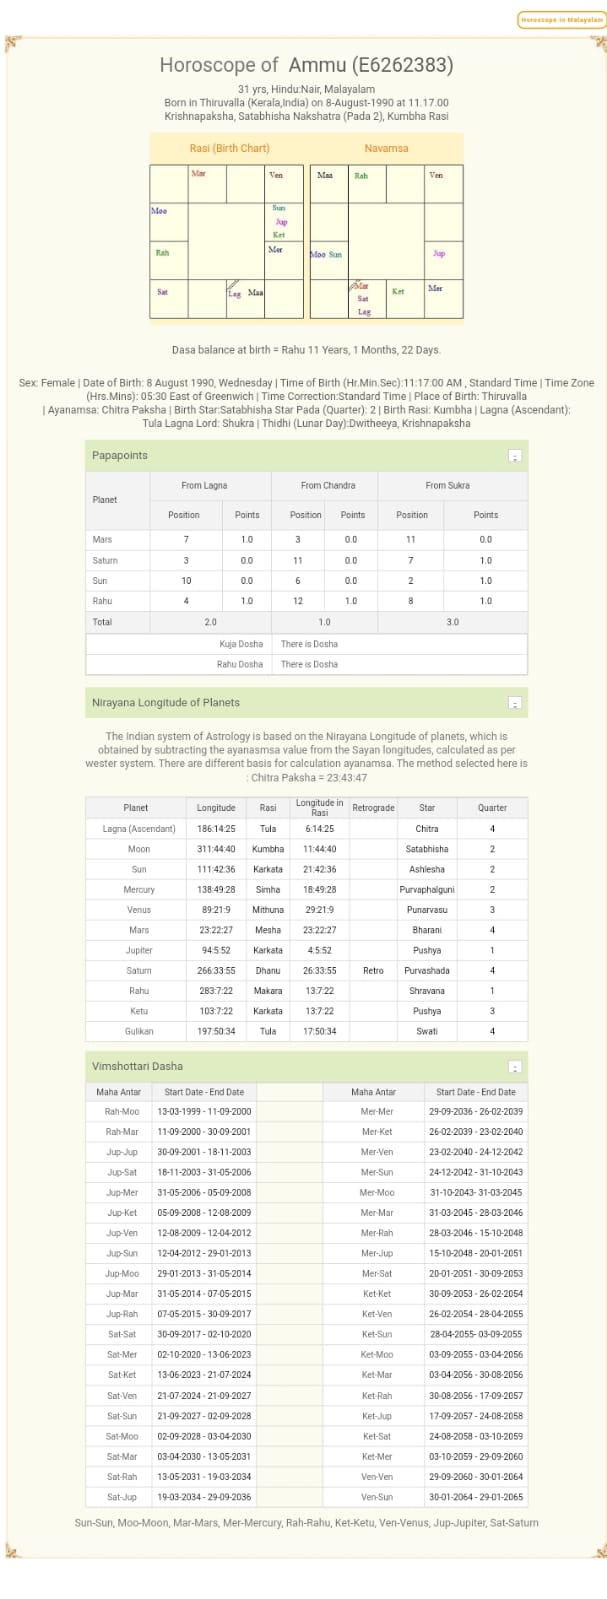 Horoscope in Malayalam
Horoscope of Ammu (E6262383)
31 yrs, Hindu:Nair, Malayalam
Born in Thiruvalla (Kerala,India) on 8-August-1990 at 11.17.00
Krishnapaksha, Satabhisha Nakshatra (Pada 2), Kumbha Rasi
Rasi (Birth Chart) Navamsa
Mar Ven Maa Rah Ven
Moo Sun
Jup
Ket
Rah Mer Moo Sun Jup
Sat Lag Maa Mar Ket Mer
Sat
Lag
Dasa balance at birth = Rahu 11 Years, 1 Months, 22 Days.
Sex: Female | Date of Birth: 8 August 1990, Wednesday | Time of Birth (Hr.Min.Sec):11:17:00 AM , Standard Time | Time Zone
(Hrs.Mins): 05:30 East of Greenwich | Time Correction:Standard Time | Place of Birth: Thiruvalla
| Ayanamsa: Chitra Paksha | Birth Star:Satabhisha Star Pada (Quarter): 2 | Birth Rasi: Kumbha | Lagna (Ascendant):
Tula Lagna Lord: Shukra | Thidhi (Lunar Day):Dwitheeya, Krishnapaksha
Papapoints
Planet From Lagna From Chandra From Sukra
Position Points Position Points Position Points
Mars 7 1.0 3 0.0 11 0.0
Saturn 3 0.0 11 0.0 7 1.0
Sun 10 0.0 6 0.0 2 1.0
Rahu 4 1.0 12 1.0 8 1.0
Total 2.0 1.0 3.0
Kuja Dosha There is Dosha
Rahu Dosha There is Dosha
Nirayana Longitude of Planets
The Indian system of Astrology is based on the Nirayana Longitude of planets, which is
obtained by subtracting the ayanasmsa value from the Sayan longitudes, calculated as per
wester system. There are different basis for calculation ayanamsa. The method selected here is
: Chitra Paksha = 23:43:47
Planet Longitude Rasi Longitude in Rasi Retrograde Star Quarter
Lagna (Ascendant) 186:14:25 Tula 6:14:25 Chitra 4
Moon 311:44:40 Kumbha 11:44:40 Satabhisha 2
Sun 111:42:36 Karkata 21:42:36 Ashlesha 2
Mercury 138:49:28 Simha 18:49:28 Purvaphalguni 2
Venus 89:21:9 Mithuna 29:21:9 Punarvasu 3
Mars 23:22:27 Mesha 23:22:27 Bharani 4
Jupiter 94:5:52 Karkata 4:5:52 Pushya 1
Saturn 266:33:55 Dhanu 26:33:55 Retro Purvashada 4
Rahu 283:7:22 Makara 13:7:22 Shravana 1
Ketu 103:7:22 Karkata 13:7:22 Pushya 3
Gulikan 197:50:34 Tula 17:50:34 Swati 4
Vimshottari Dasha
Maha Antar Start Date - End Date Maha Antar Start Date - End Date
Rah-Moo 13-03-1999 - 11-09-2000 Mer-Mer 29-09-2036 - 26-02-2039
Rah-Mar 11-09-2000 - 30-09-2001 Mer-Ket 26-02-2039 - 23-02-2040
Jup-Jup 30-09-2001 - 18-11-2003 Mer-Ven 23-02-2040 - 24-12-2042
Jup-Sat 18-11-2003 - 31-05-2006 Mer-Sun 24-12-2042 - 31-10-2043
Jup-Mer 31-05-2006 - 05-09-2008 Mer-Moo 31-10-2043- 31-03-2045
Jup-Ket 05-09-2008 - 12-08-2009 Mer-Mar 31-03-2045 - 28-03-2046
Jup-Ven 12-08-2009 - 12-04-2012 Mer-Rah 28-03-2046 - 15-10-2048
Jup-Sun 12-04-2012 - 29-01-2013 Mer-Jup 15-10-2048 - 20-01-2051
Jup-Moo 29-01-2013 - 31-05-2014 Mer-Sat 20-01-2051 - 30-09-2053
Jup-Mar 31-05-2014 - 07-05-2015 Ket-Ket 30-09-2053 - 26-02-2054
Jup-Rah 07-05-2015 - 30-09-2017 Ket-Ven 26-02-2054 - 28-04-2055
Sat-Sat 30-09-2017 - 02-10-2020 Ket-Sun 28-04-2055- 03-09-2055
Sat-Mer 02-10-2020 - 13-06-2023 Ket-Moo 03-09-2055 - 03-04-2056
Sat-Ket 13-06-2023 - 21-07-2024 Ket-Mar 03-04-2056 - 30-08-2056
Sat-Ven 21-07-2024 - 21-09-2027 Ket-Rah 30-08-2056 - 17-09-2057
Sat-Sun 21-09-2027 - 02-09-2028 Ket-Jup 17-09-2057 - 24-08-2058
Sat-Moo 02-09-2028 - 03-04-2030 Ket-Sat 24-08-2058 - 03-10-2059
Sat-Mar 03-04-2030 - 13-05-2031 Ket-Mer 03-10-2059 - 29-09-2060
Sat-Rah 13-05-2031 - 19-03-2034 Ven-Ven 29-09-2060 - 30-01-2064
Sat-Jup 19-03-2034 - 29-09-2036 Ven-Sun 30-01-2064 - 29-01-2065
Sun-Sun, Moo-Moon, Mar-Mars, Mer-Mercury, Rah-Rahu, Ket-Ketu, Ven-Venus, Jup-Jupiter, Sat-Saturn